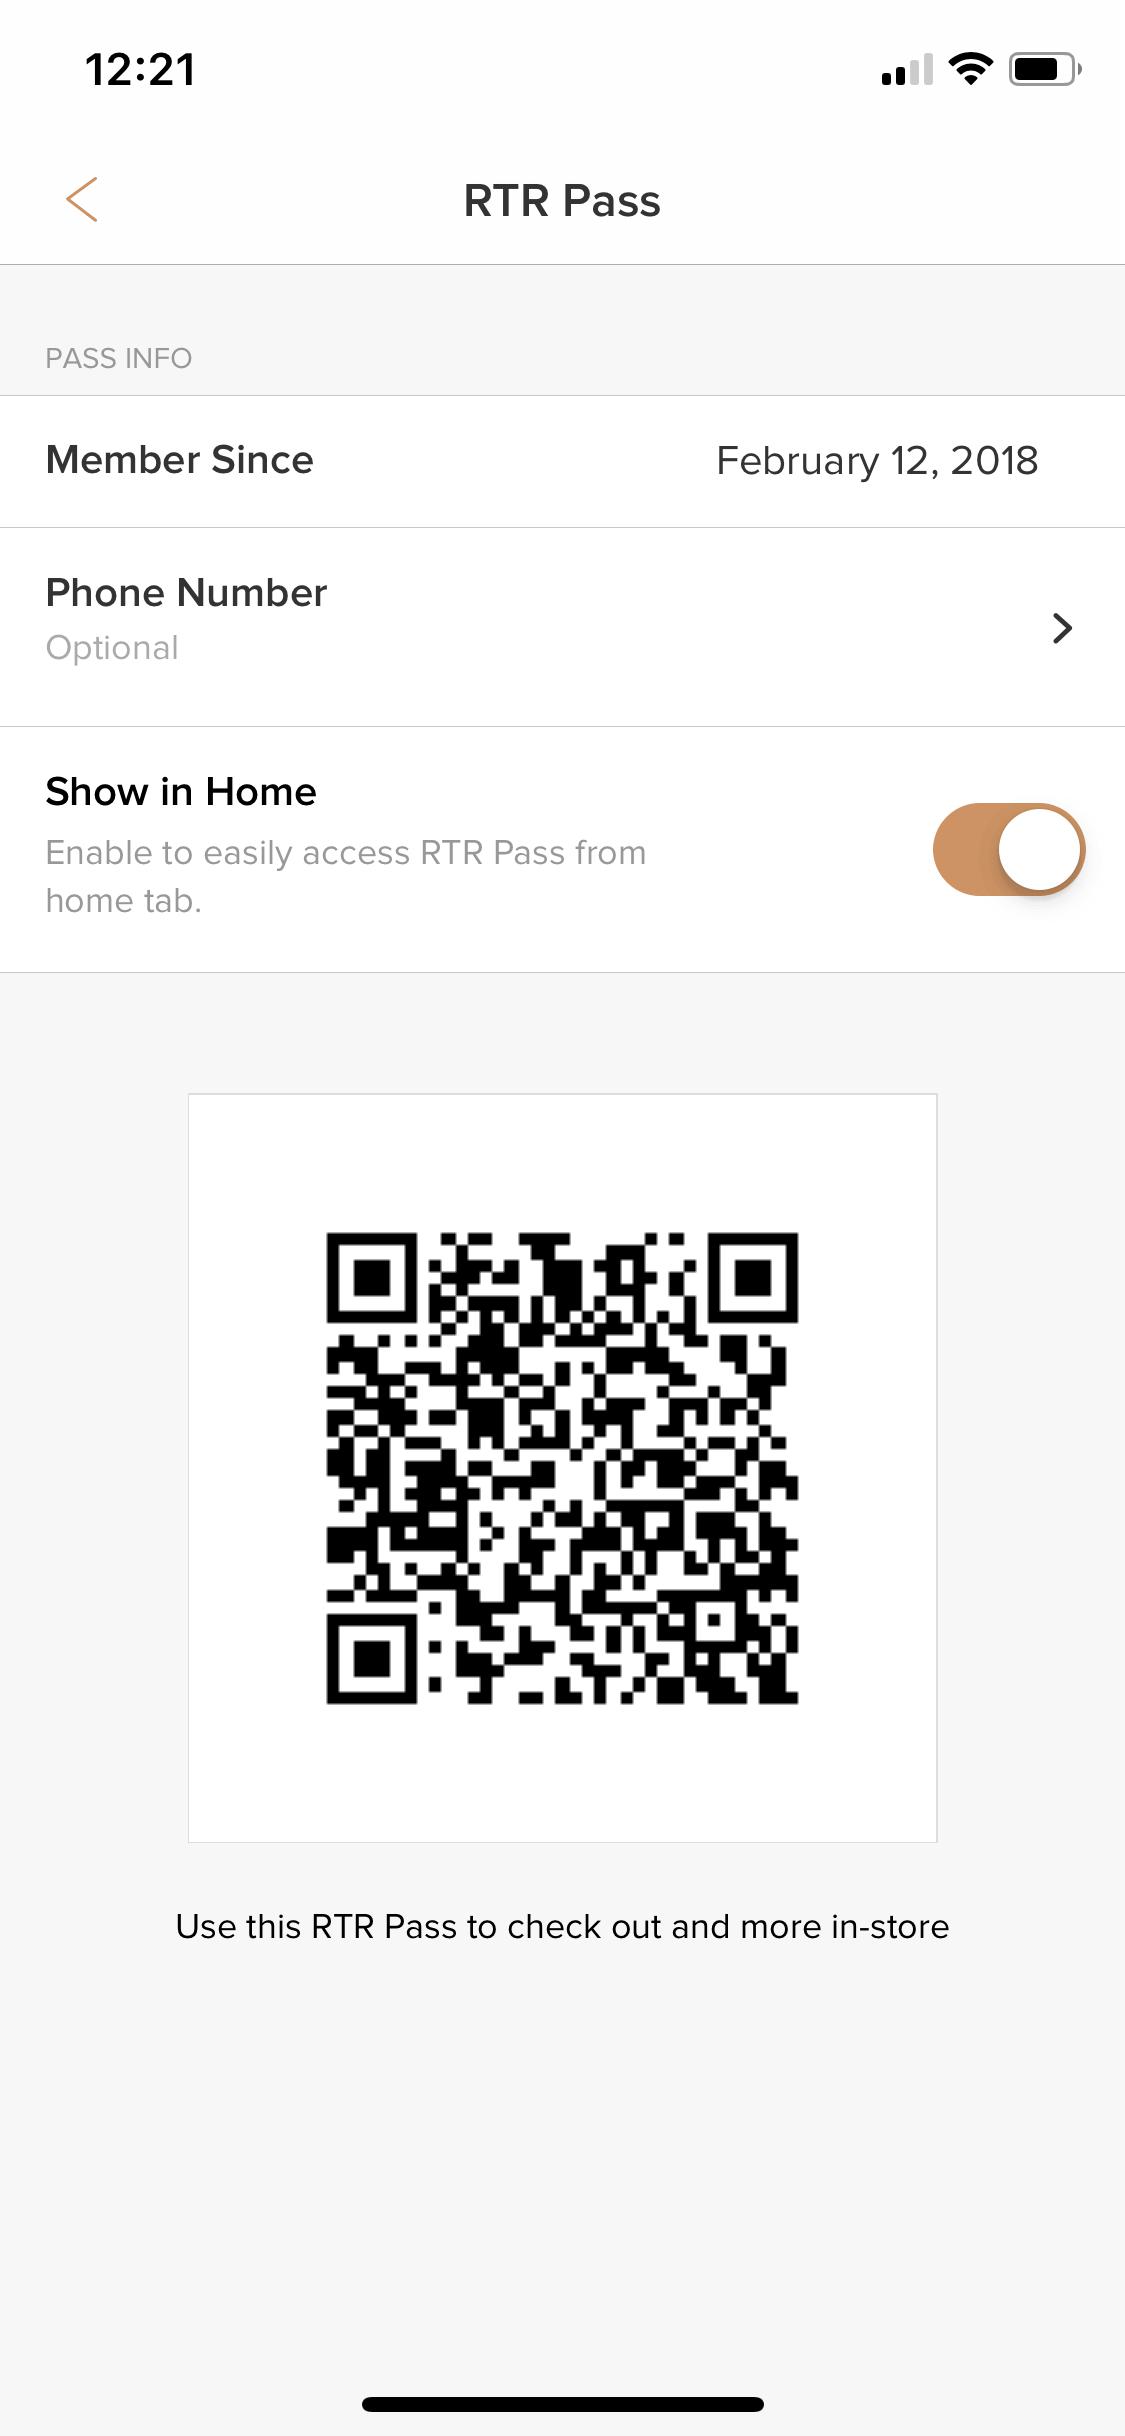 12:21
RTR Pass
PASS INFO
Member Since
February 12, 2018
Phone Number
Optional
Show in Home
Enable to easily access RTR Pass from
home tab.
Use this RTR Pass to check out and more in-store